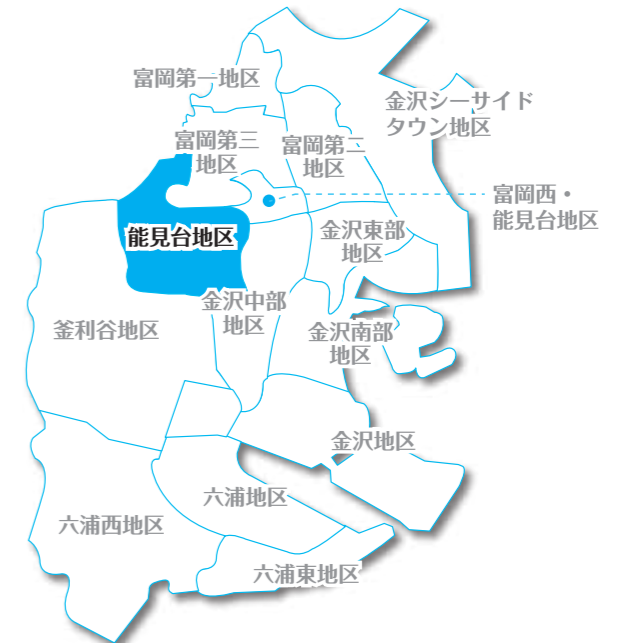 富岡第一地区
金沢シーサイド
タウン地区
富岡第三
地区
富岡第二
地区
富岡西・
能見台地区
能見台地区
金沢東部
地区
金沢中部
地区
釜利谷地区
金沢南部
地区
金沢地区
六浦地区
六浦西地区
六浦東地区